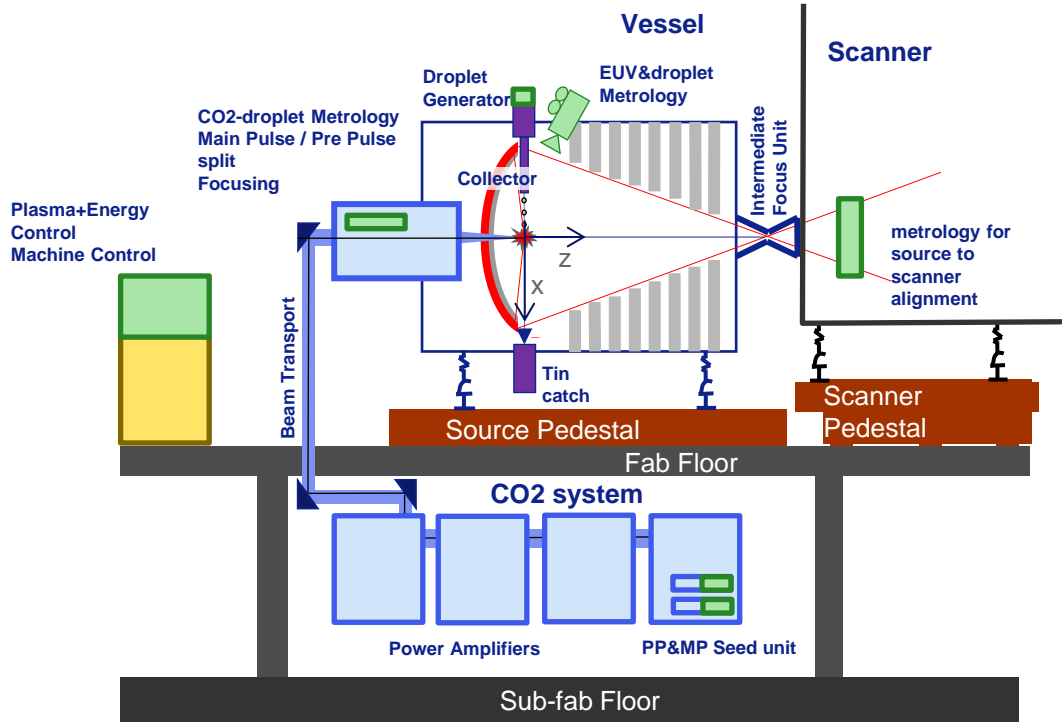 Vessel
Scanner
Droplet
Generator
EUV&droplet
Metrology
CO2-droplet Metrology
Main Pulse / Pre Pulse
split
Focusing
Collector
Intermediate
Focus Unit
Plasma+Energy
Control
Machine Control
Z
X
metrology for
source to
scanner
alignment
Beam Transport
Tin
catch
Source Pedestal
Scanner
Pedestal
Fab Floor
CO2 system
Power Amplifiers
PP&MP Seed unit
Sub-fab Floor